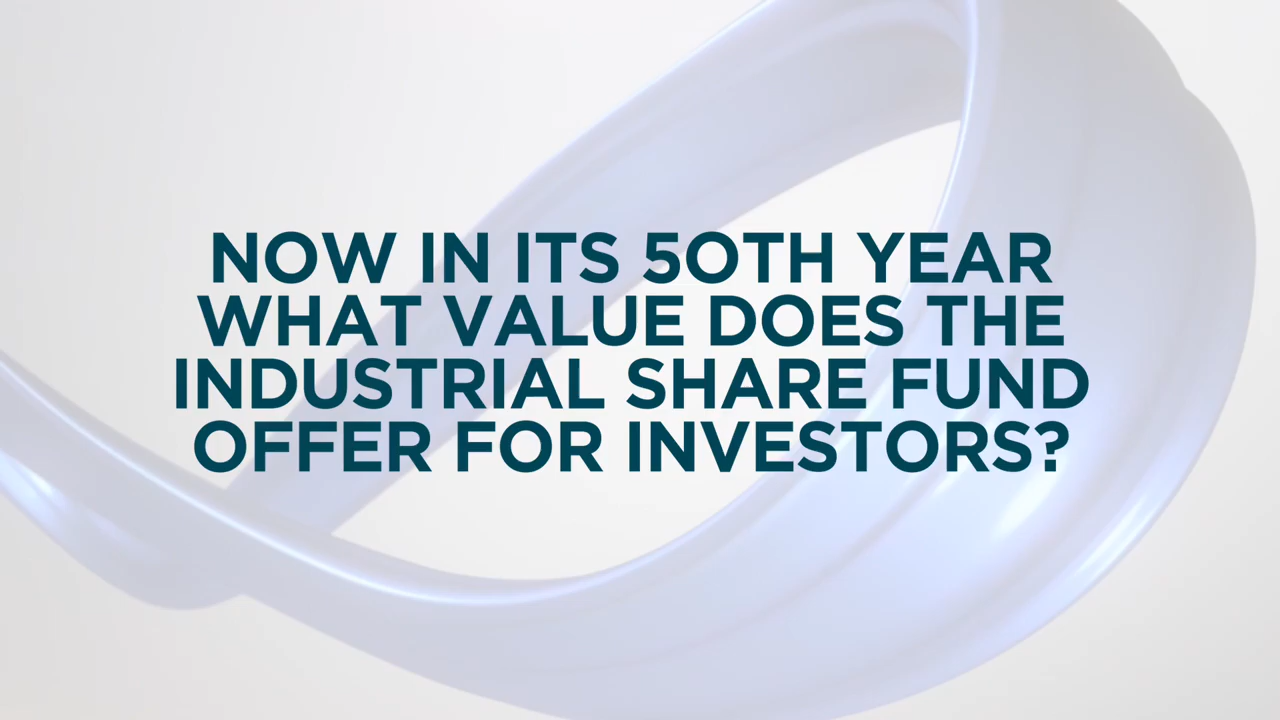 NOW IN ITS 50TH YEAR
WHAT VALUE DOES THE
INDUSTRIAL SHARE FUND
OFFER FOR INVESTORS?